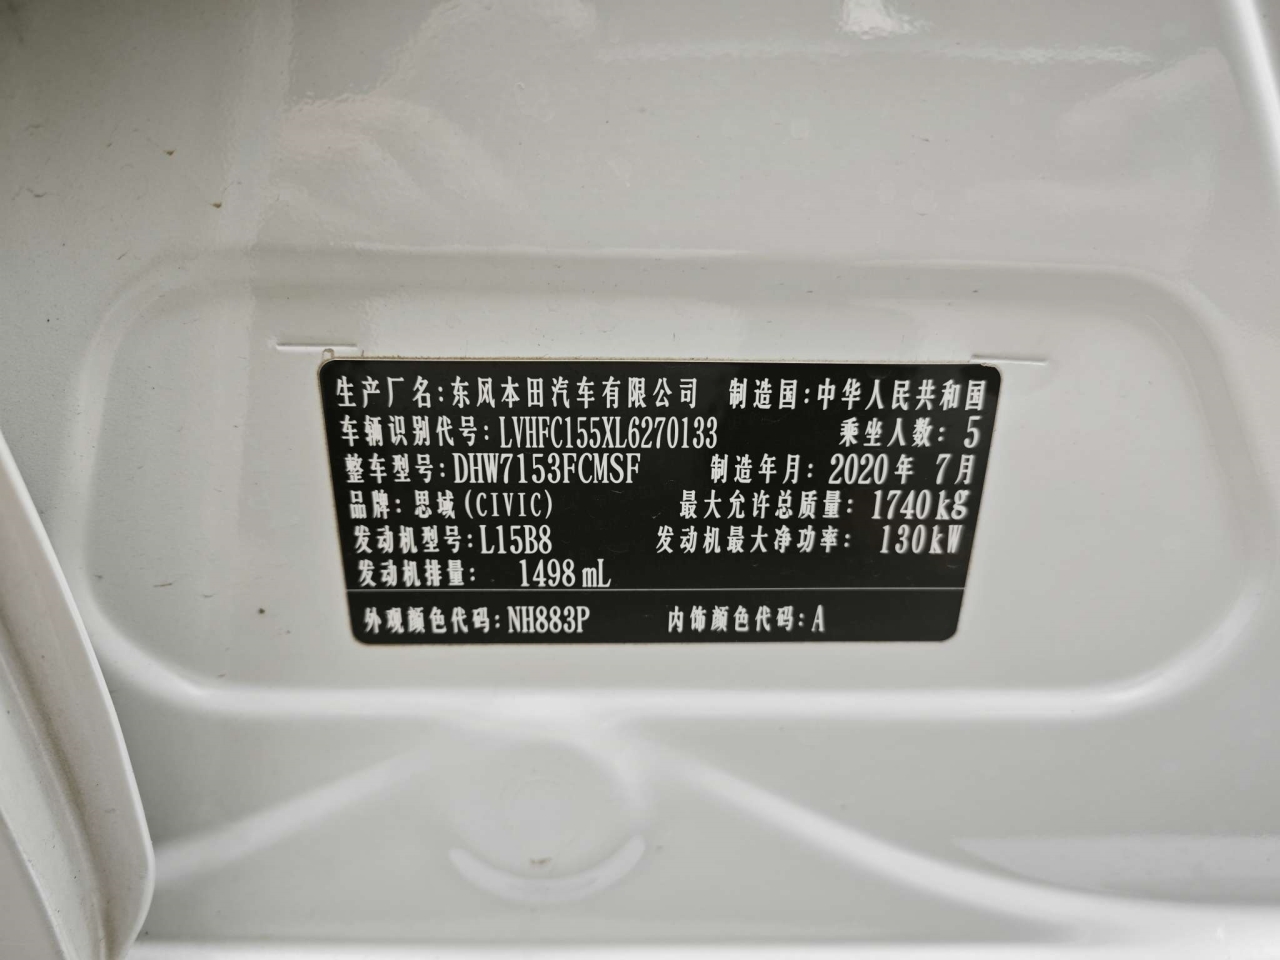 生产厂名:东风本田汽车有限公司 制造国:中华人民共和国
车辆识别代号:LVHFC155XL6270133 乘坐人数:5
整车型号:DHW7153FCMSF 制造年月:2020年 7月
品牌:思域(CIVIC) 最大允许总质量:1740kg
发动机型号:L15B8 发动机最大净功率: 130kW
发动机排量: 1498mL
外观颜色代码:NH883P 内饰颜色代码:A